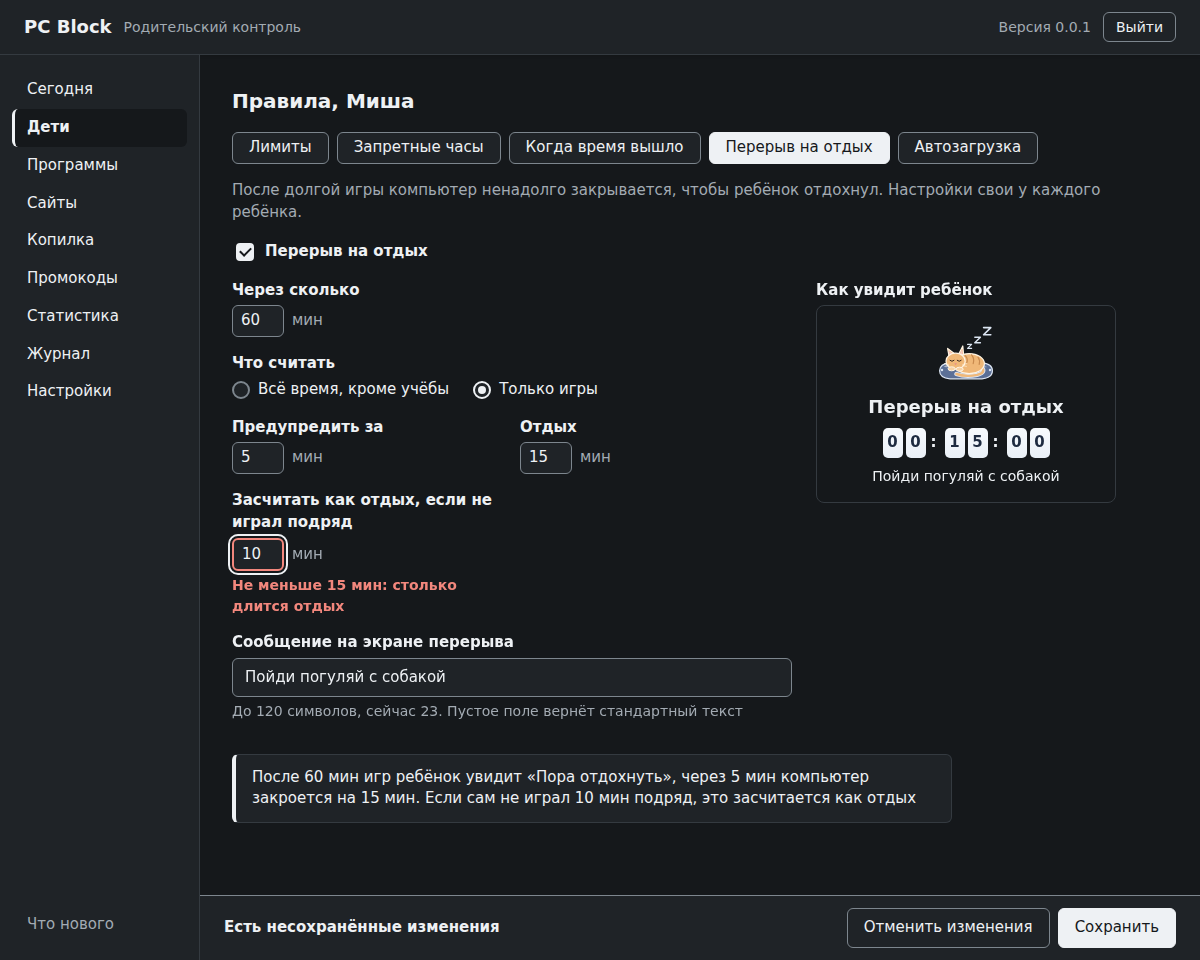 PC Block Родительский контроль
Версия 0.0.1
Выйти
Сегодня
Дети
Программы
Сайты
Копилка
Промокоды
Статистика
Журнал
Настройки
Что нового
Правила, Миша
Лимиты
Запретные часы
Когда время вышло
Перерыв на отдых
Автозагрузка
После долгой игры компьютер ненадолго закрывается, чтобы ребёнок отдохнул. Настройки свои у каждого
ребёнка.
Перерыв на отдых
Через сколько
60 мин
Что считать
Всё время, кроме учёбы
Только игры
Предупредить за
5 мин
Отдых
15 мин
Засчитать как отдых, если не
играл подряд
10 мин
Не меньше 15 мин: столько
длится отдых
Сообщение на экране перерыва
Пойди погуляй с собакой
До 120 символов, сейчас 23. Пустое поле вернёт стандартный текст
Как увидит ребёнок
z z z
Перерыв на отдых
00:15:00
Пойди погуляй с собакой
После 60 мин игр ребёнок увидит «Пора отдохнуть», через 5 мин компьютер
закроется на 15 мин. Если сам не играл 10 мин подряд, это засчитается как отдых
Есть несохранённые изменения
Отменить изменения
Сохранить